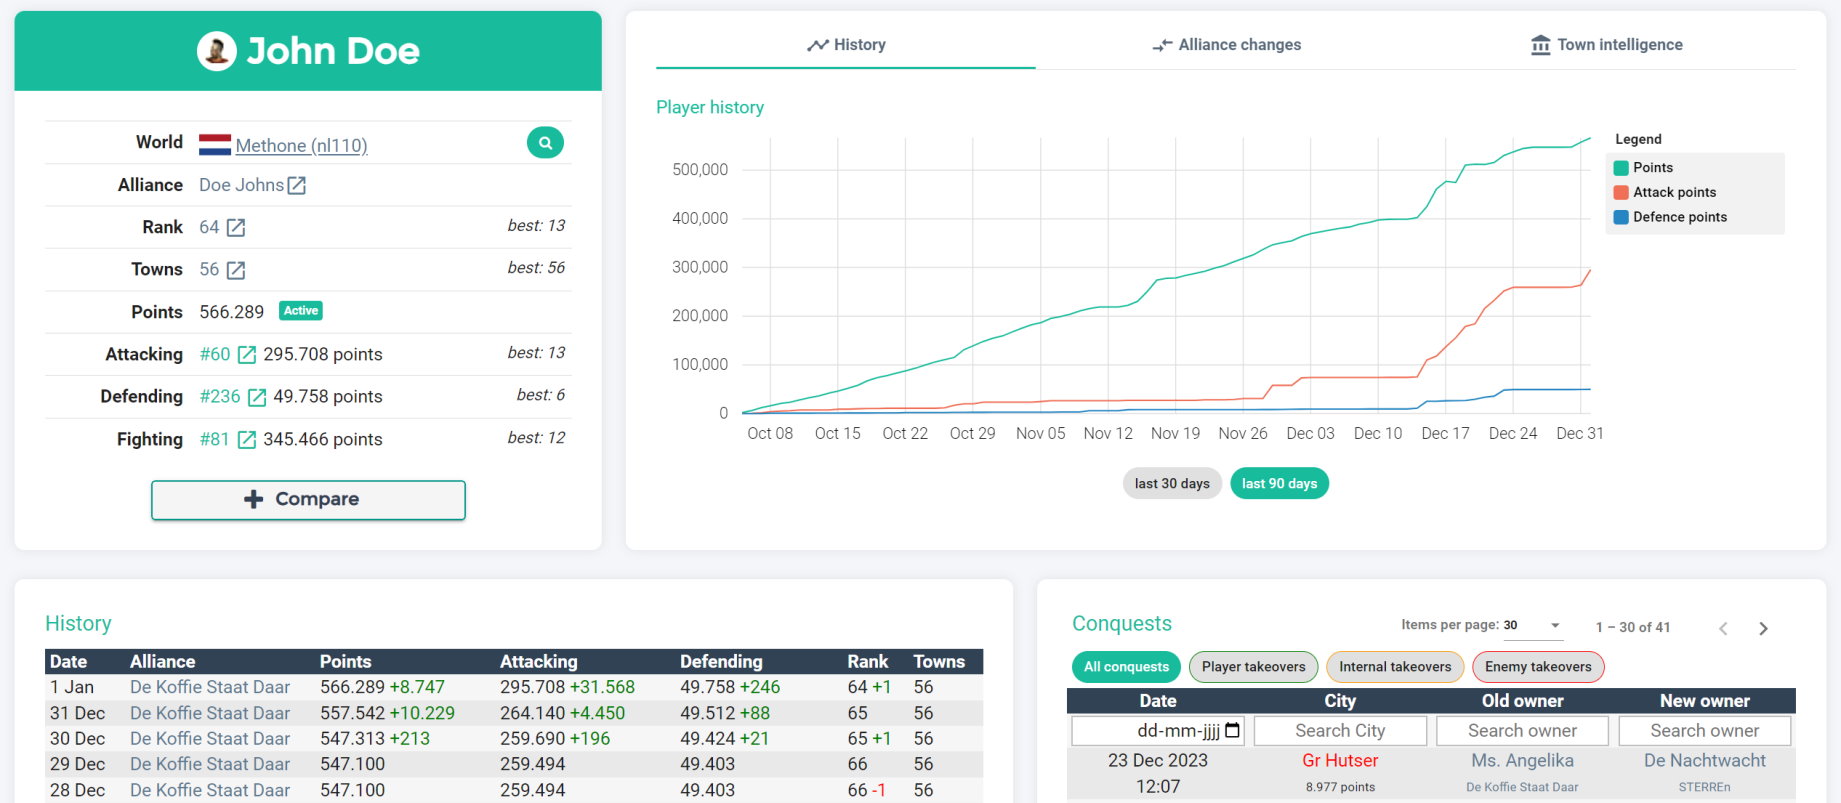 John Doe
World Methone (nl110)
Alliance Doe Johns
Rank 64 best: 13
Towns 56 best: 56
Points 566.289 Active
Attacking #60 295.708 points best: 13
Defending #236 49.758 points best: 6
Fighting #81 345.466 points best: 12
Compare
History Alliance changes Town intelligence
Player history
500,000
400,000
300,000
200,000
100,000
0
Oct 08 Oct 15 Oct 22 Oct 29 Nov 05 Nov 12 Nov 19 Nov 26 Dec 03 Dec 10 Dec 17 Dec 24 Dec 31
Legend
Points
Attack points
Defence points
last 30 days last 90 days
History
Date Alliance Points Attacking Defending Rank Towns
1 Jan De Koffie Staat Daar 566.289 +8.747 295.708 +31.568 49.758 +246 64 +1 56
31 Dec De Koffie Staat Daar 557.542 +10.229 264.140 +4.450 49.512 +88 65 56
30 Dec De Koffie Staat Daar 547.313 +213 259.690 +196 49.424 +21 65 +1 56
29 Dec De Koffie Staat Daar 547.100 259.494 49.403 66 56
28 Dec De Koffie Staat Daar 547.100 259.494 49.403 66 -1 56
Conquests Items per page: 30 1 – 30 of 41
All conquests Player takeovers Internal takeovers Enemy takeovers
Date City Old owner New owner
dd-mm-jjjj Search City Search owner Search owner
23 Dec 2023 Gr Hutser Ms. Angelika De Nachtwacht
12:07 8.977 points De Koffie Staat Daar STERREn